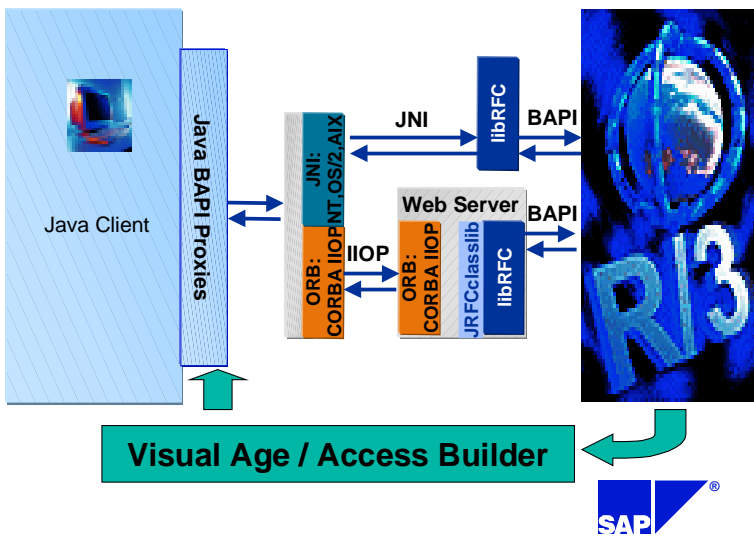 Java Client
Java BAPI Proxies
JNI:
NT,OS/2,AIX
ORB:
CORBA IIOP
JNI
libRFC
BAPI
IIOP
Web Server
ORB:
CORBA IIOP
JRFCclasslib
libRFC
BAPI
R/3
Visual Age / Access Builder
SAP
®